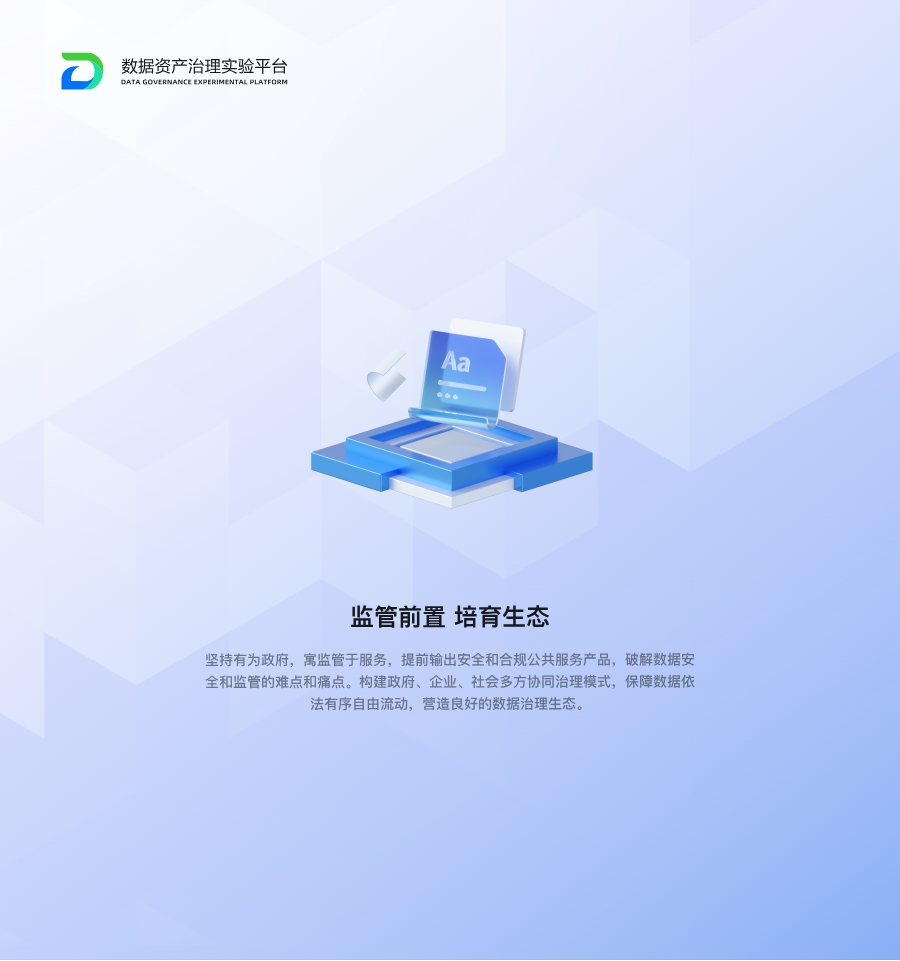 数据资产治理实验平台
DATA GOVERNANCE EXPERIMENTAL PLATFORM
Aa
监管前置 培育生态
坚持有为政府，寓监管于服务，提前输出安全和合规公共服务产品，破解数据安
全和监管的难点和痛点。构建政府、企业、社会多方协同治理模式，保障数据依
法有序自由流动，营造良好的数据治理生态。